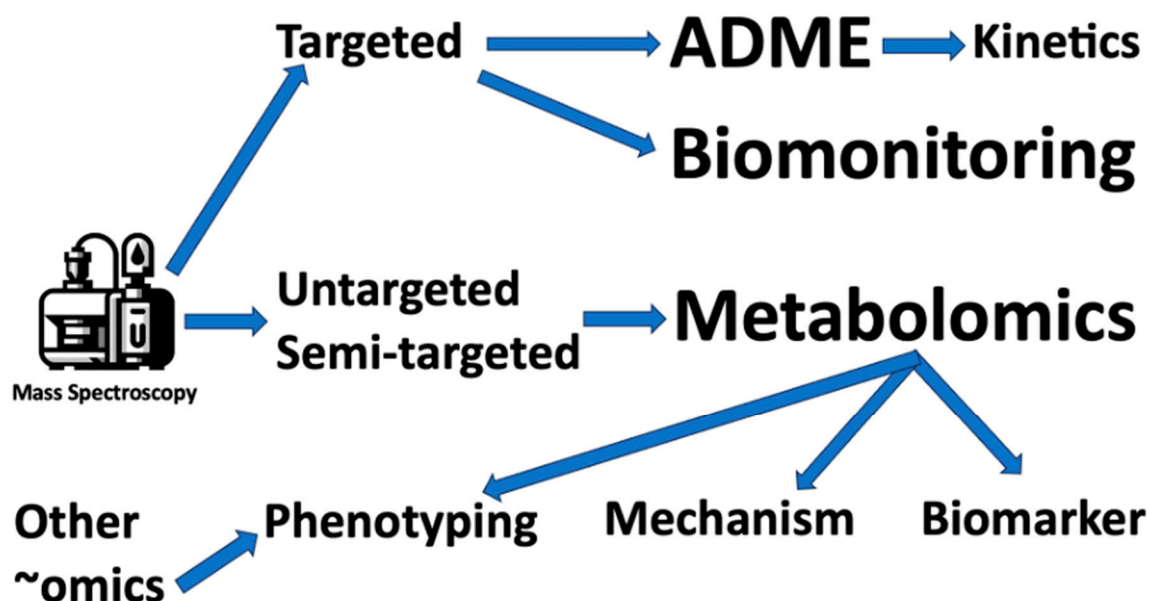 Targeted
ADME
Kinetics
Biomonitoring
Untargeted
Semi-targeted
Metabolomics
U
Mass Spectroscopy
Other
~omics
Phenotyping
Mechanism
Biomarker